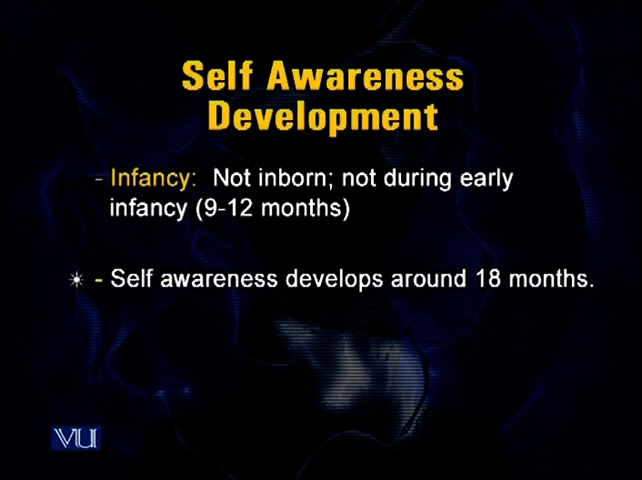 Self Awareness
Development
- Infancy: Not inborn; not during early
infancy (9-12 months)
- Self awareness develops around 18 months.
VU